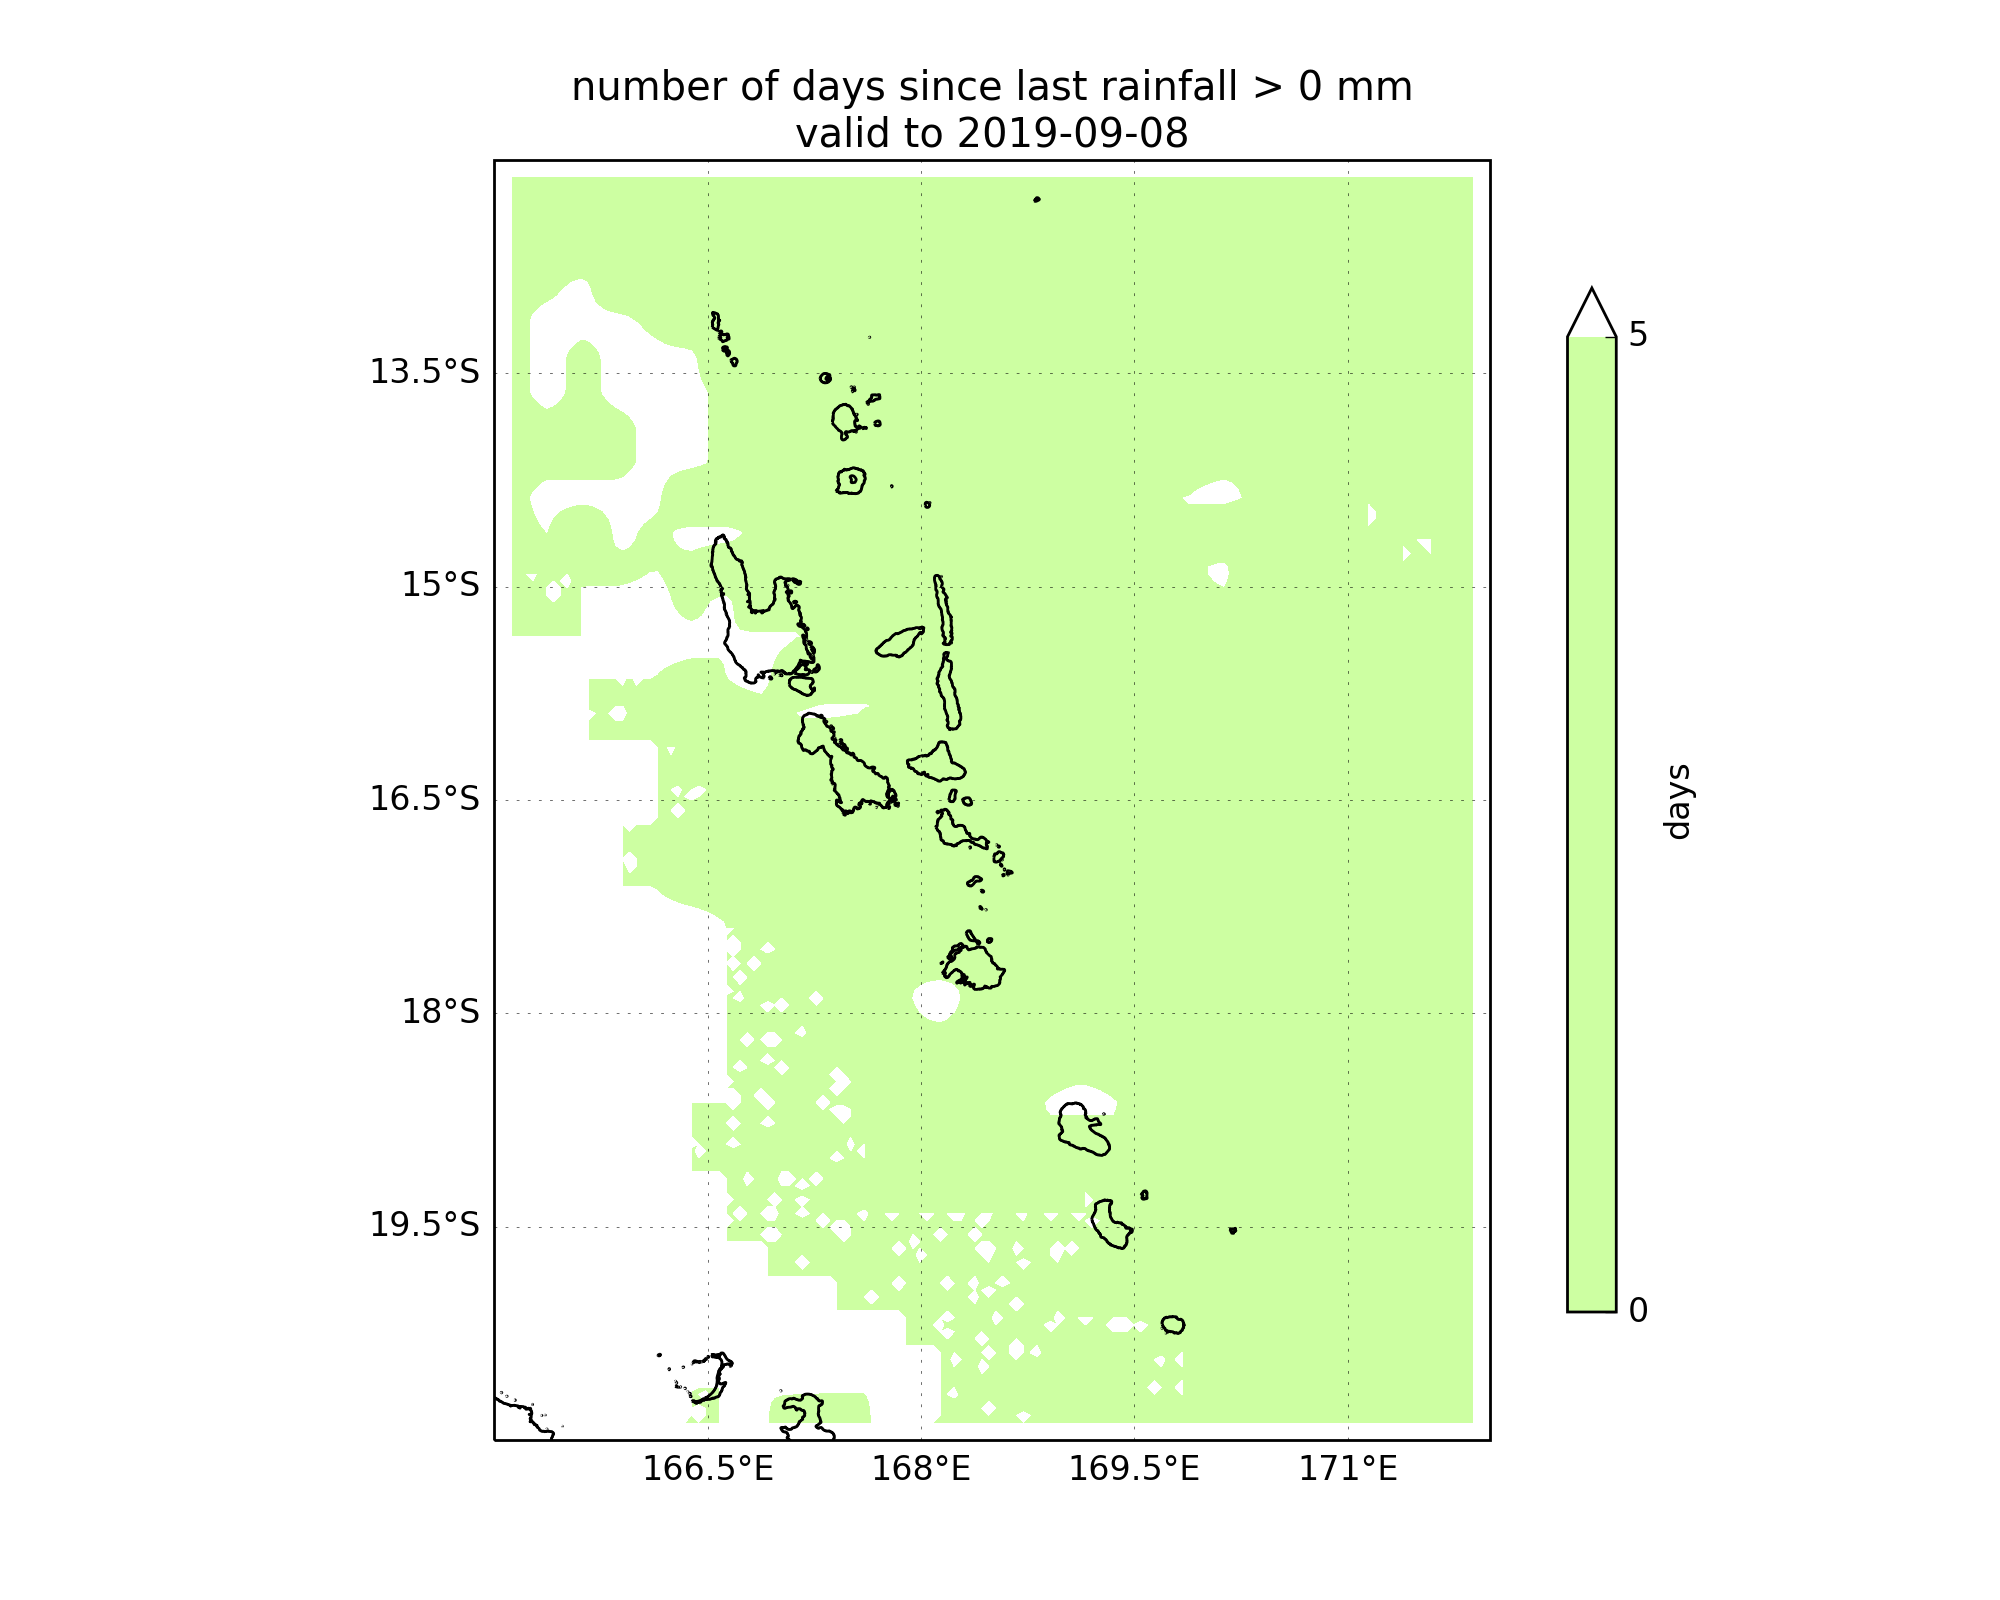 number of days since last rainfall > 0 mm
valid to 2019-09-08
13.5°S
15°S
16.5°S
18°S
19.5°S
166.5°E
168°E
169.5°E
171°E
5
days
0